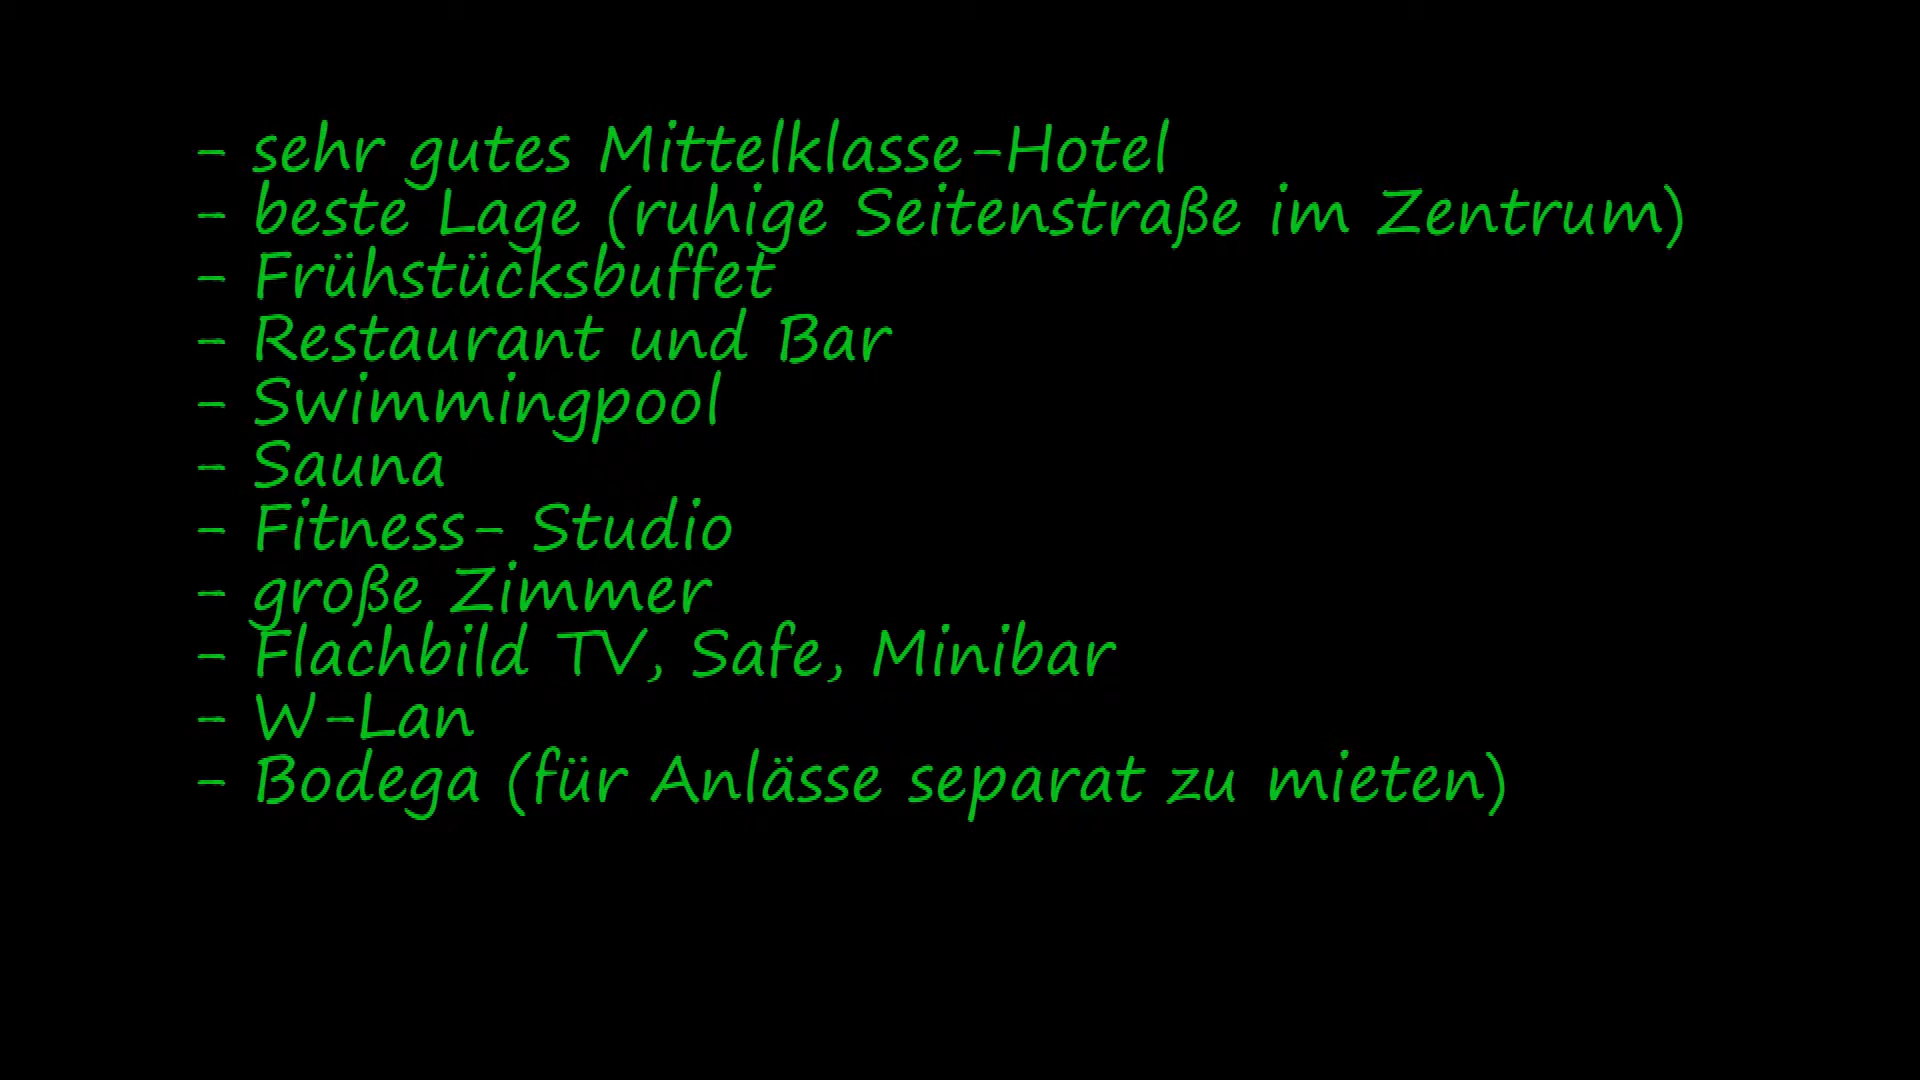 - sehr gutes Mittelklasse-Hotel
- beste Lage (ruhige Seitenstraße im Zentrum)
- Frühstücksbuffet
- Restaurant und Bar
- Swimmingpool
- Sauna
- Fitness- Studio
- große Zimmer
- Flachbild TV, Safe, Minibar
- W-Lan
- Bodega (für Anlässe separat zu mieten)